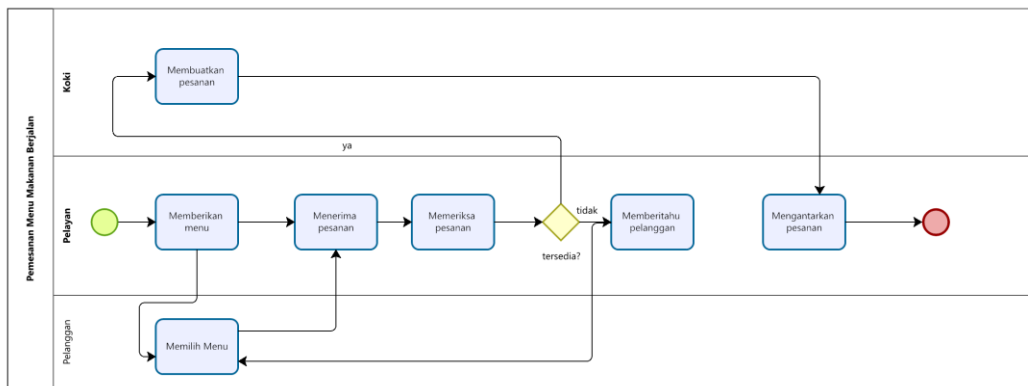 Pemesanan Menu Makanan Berjalan
Koki
Membuatkan
pesanan
ya
Pelayan
Memberikan
menu
Menerima
pesanan
Memeriksa
pesanan
tersedia?
tidak
Memberitahu
pelanggan
Mengantarkan
pesanan
Pelanggan
Memilih Menu